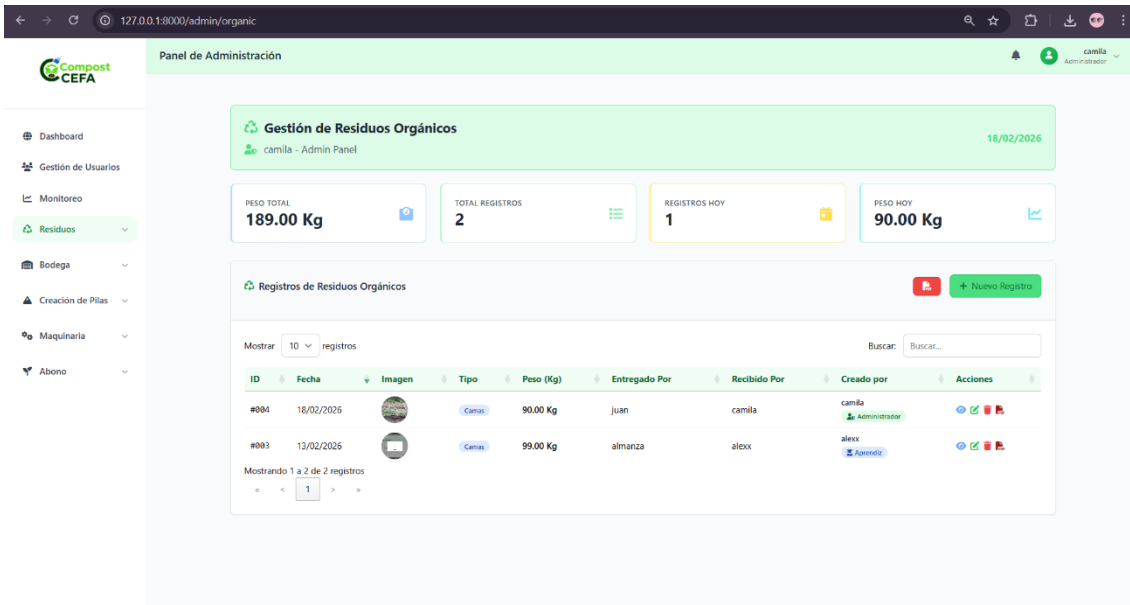 127.0.0.1:8000/admin/organic
Compost
CEFA
Panel de Administración
camila
Administrador
Dashboard
Gestión de Usuarios
Monitoreo
Residuos
Bodega
Creación de Pilas
Maquinaria
Abono
Gestión de Residuos Orgánicos
camila - Admin Panel
18/02/2026
PESO TOTAL
189.00 Kg
TOTAL REGISTROS
2
REGISTROS HOY
1
PESO HOY
90.00 Kg
Registros de Residuos Orgánicos
+ Nuevo Registro
Mostrar 10 registros
Buscar: Buscar...
ID Fecha Imagen Tipo Peso (Kg) Entregado Por Recibido Por Creado por Acciones
#004 18/02/2026 Camas 90.00 Kg juan camila camila
Administrador
#003 13/02/2026 Camas 99.00 Kg almanza alexx alexx
Aprendiz
Mostrando 1 a 2 de 2 registros
« < 1 > »